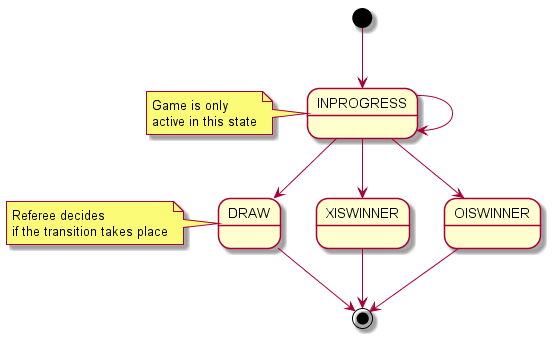 INPROGRESS
Game is only
active in this state
DRAW
XISWINNER
OISWINNER
Referee decides
if the transition takes place